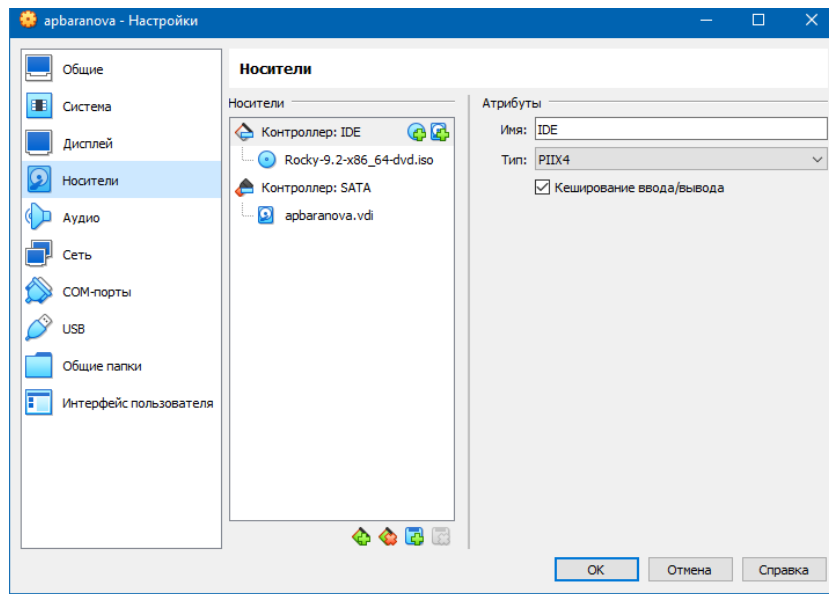 apbaranova - Настройки
Общие
Система
Дисплей
Носители
Аудио
Сеть
COM-порты
USB
Общие папки
Интерфейс пользователя
Носители
Носители
Контроллер: IDE
Rocky-9.2-x86_64-dvd.iso
Контроллер: SATA
apbaranova.vdi
Атрибуты
Имя: IDE
Тип: PIIX4
Кеширование ввода/вывода
OK
Отмена
Справка